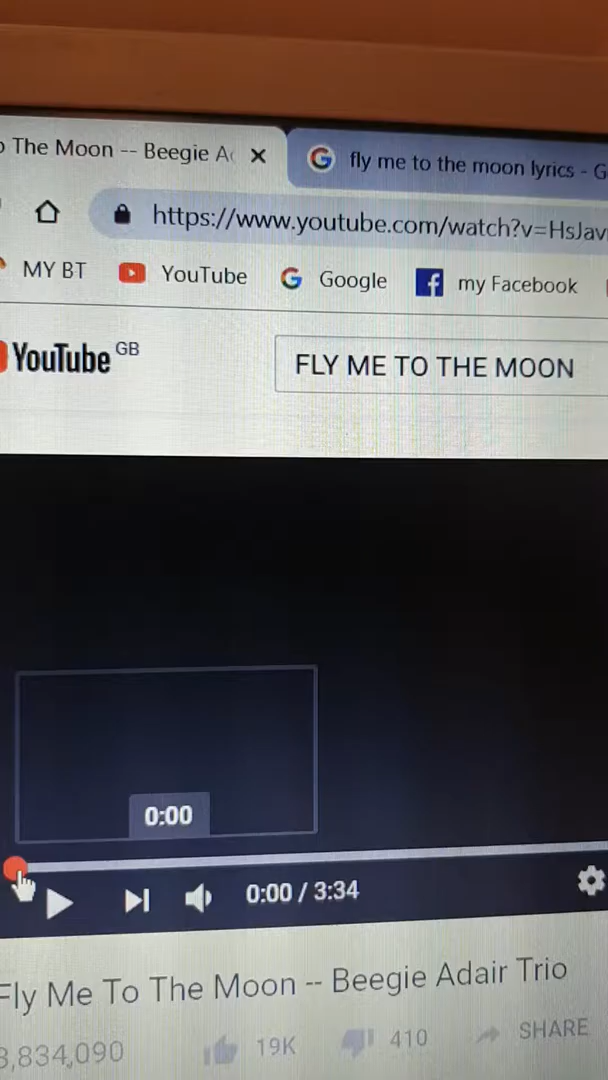 The Moon -- Beegie A
fly me to the moon lyrics - G
https://www.youtube.com/watch?v=HsJav
MY BT YouTube Google my Facebook
YouTube GB
FLY ME TO THE MOON
0:00
0:00 / 3:34
Fly Me To The Moon -- Beegie Adair Trio
3,834,090 19K 410 SHARE